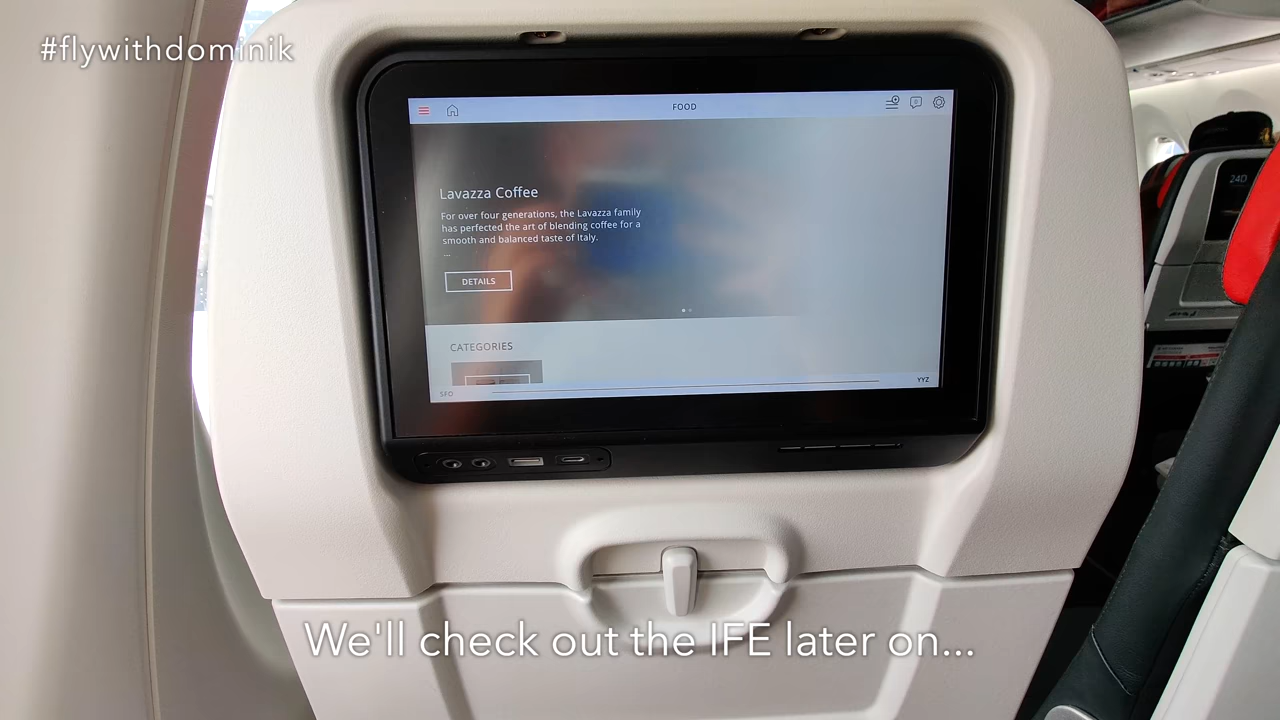 #flywithdominik
FOOD
Lavazza Coffee
For over four generations, the Lavazza family
has perfected the art of blending coffee for a
smooth and balanced taste of Italy.
...
DETAILS
CATEGORIES
SFO
YYZ
24D
We'll check out the IFE later on...